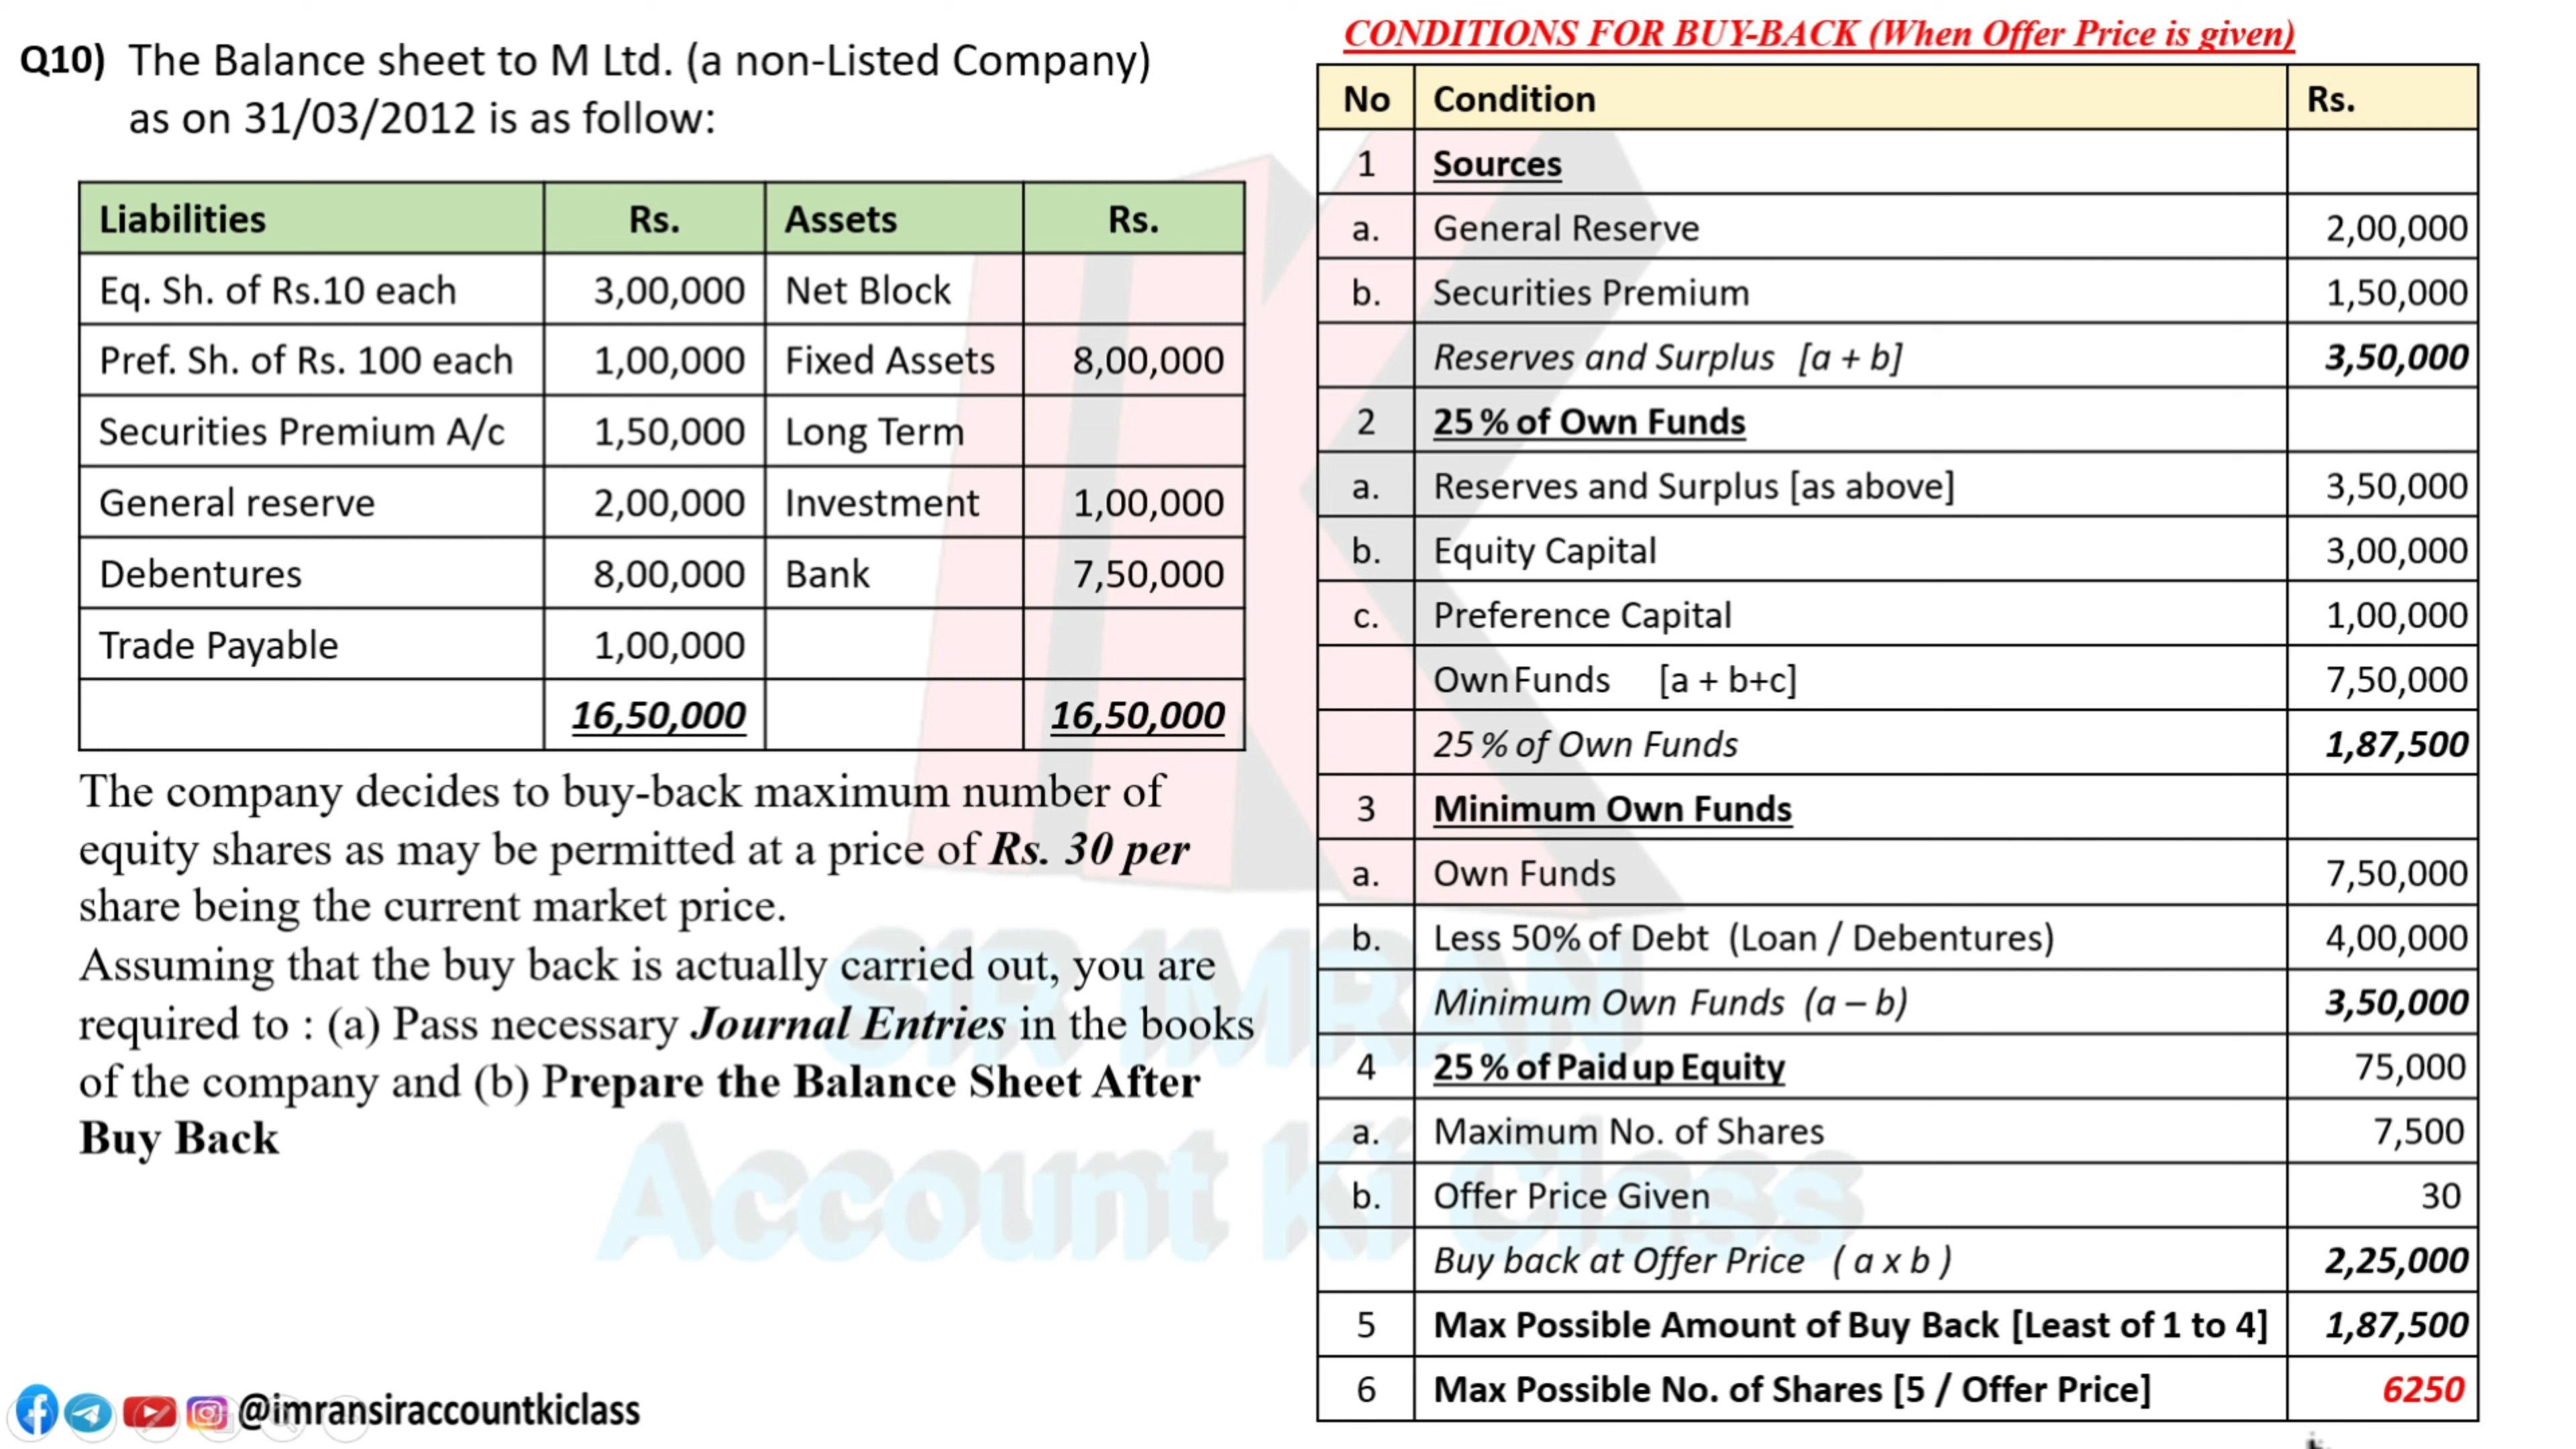 Q10) The Balance sheet to M Ltd. (a non-Listed Company)
as on 31/03/2012 is as follow:
Liabilities Rs. Assets Rs.
Eq. Sh. of Rs.10 each 3,00,000 Net Block
Pref. Sh. of Rs. 100 each 1,00,000 Fixed Assets 8,00,000
Securities Premium A/c 1,50,000 Long Term
General reserve 2,00,000 Investment 1,00,000
Debentures 8,00,000 Bank 7,50,000
Trade Payable 1,00,000
16,50,000 16,50,000
The company decides to buy-back maximum number of
equity shares as may be permitted at a price of Rs. 30 per
share being the current market price.
Assuming that the buy back is actually carried out, you are
required to : (a) Pass necessary Journal Entries in the books
of the company and (b) Prepare the Balance Sheet After
Buy Back
@imransiraccountkiclass
CONDITIONS FOR BUY-BACK (When Offer Price is given)
No Condition Rs.
1 Sources
a. General Reserve 2,00,000
b. Securities Premium 1,50,000
Reserves and Surplus [a + b] 3,50,000
2 25 % of Own Funds
a. Reserves and Surplus [as above] 3,50,000
b. Equity Capital 3,00,000
c. Preference Capital 1,00,000
Own Funds [a + b+c] 7,50,000
25 % of Own Funds 1,87,500
3 Minimum Own Funds
a. Own Funds 7,50,000
b. Less 50% of Debt (Loan / Debentures) 4,00,000
Minimum Own Funds (a – b) 3,50,000
4 25 % of Paid up Equity 75,000
a. Maximum No. of Shares 7,500
b. Offer Price Given 30
Buy back at Offer Price ( a x b ) 2,25,000
5 Max Possible Amount of Buy Back [Least of 1 to 4] 1,87,500
6 Max Possible No. of Shares [5 / Offer Price] 6250
SIR IMRAN
Account Ki Class